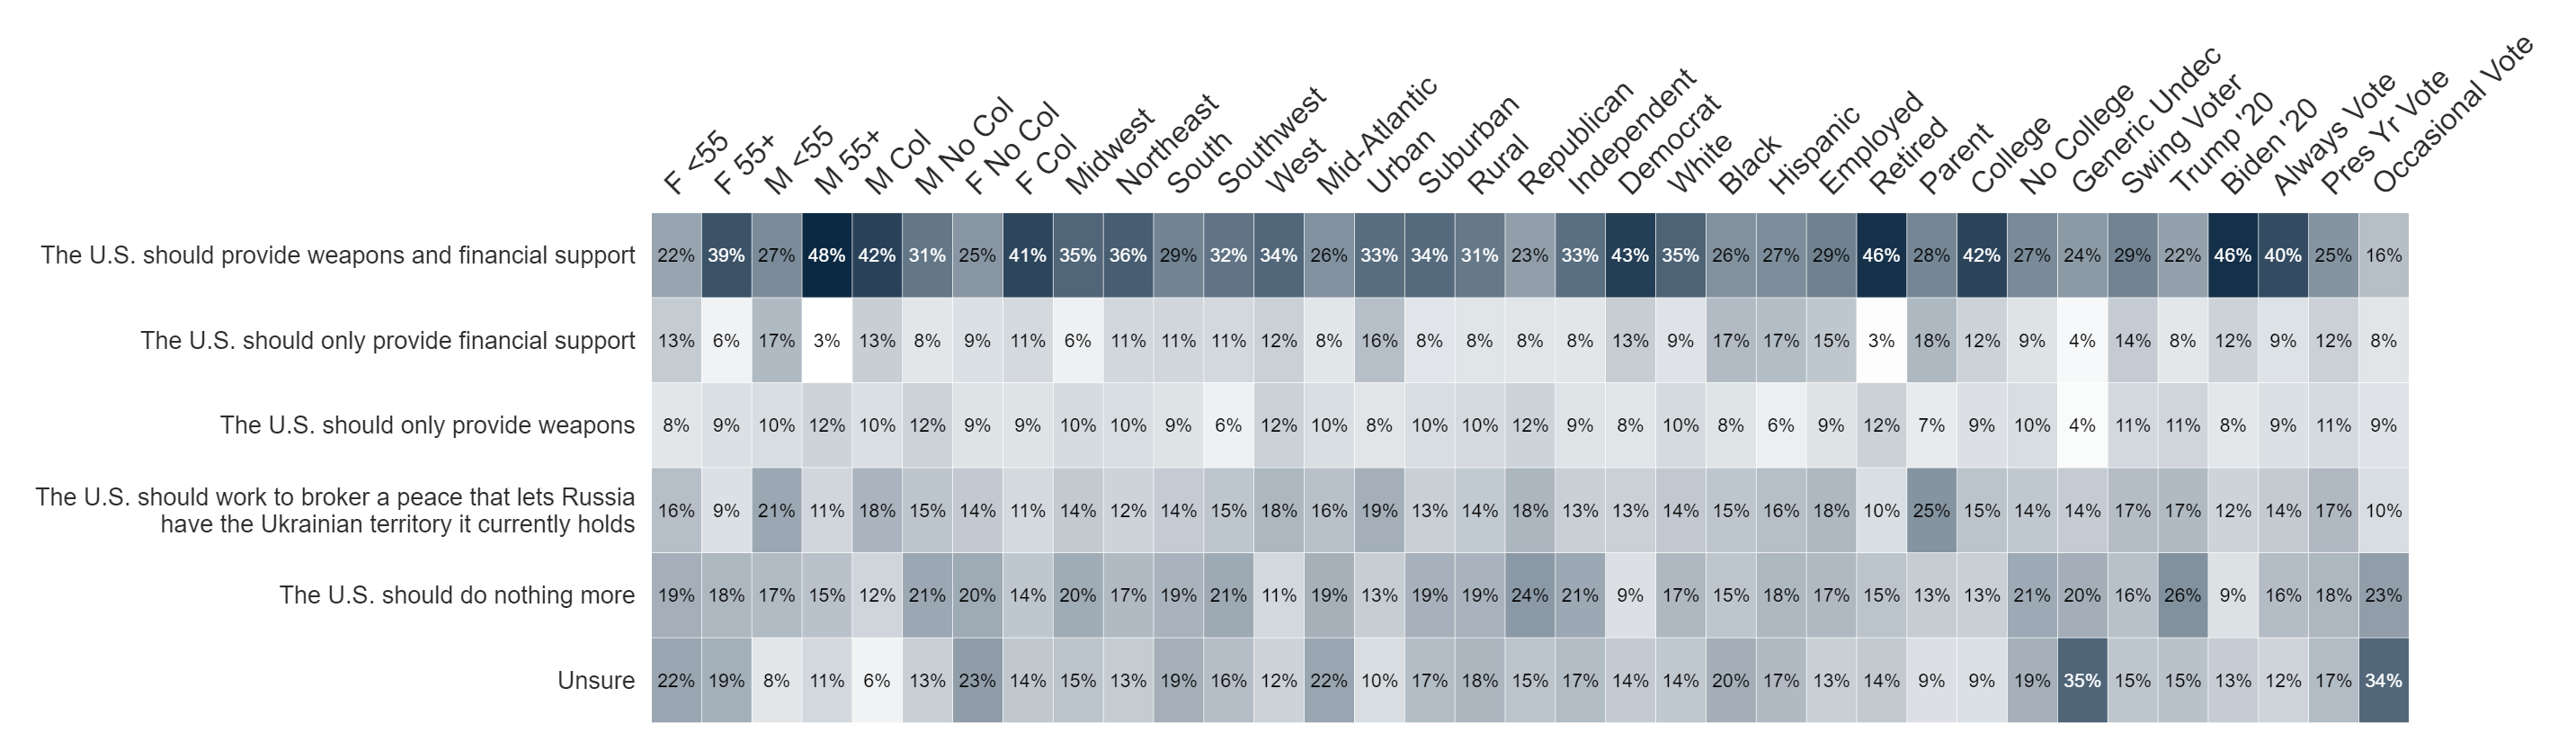 F <55 F 55+ M <55 M 55+ M Col M No Col F No Col F Col Midwest Northeast South Southwest West Mid-Atlantic Urban Suburban Rural Republican Independent Democrat White Black Hispanic Employed Retired Parent College No College Generic Undec Swing Voter Trump '20 Biden '20 Always Vote Pres Yr Vote Occasional Vote
The U.S. should provide weapons and financial support 22% 39% 27% 48% 42% 31% 25% 41% 35% 36% 29% 32% 34% 26% 33% 34% 31% 23% 33% 43% 35% 26% 27% 29% 46% 28% 42% 27% 24% 29% 22% 46% 40% 25% 16%
The U.S. should only provide financial support 13% 6% 17% 3% 13% 8% 9% 11% 6% 11% 11% 11% 12% 8% 16% 8% 8% 8% 8% 13% 9% 17% 17% 15% 3% 18% 12% 9% 4% 14% 8% 12% 9% 12% 8%
The U.S. should only provide weapons 8% 9% 10% 12% 10% 12% 9% 9% 10% 10% 9% 6% 12% 10% 8% 10% 10% 12% 9% 8% 10% 8% 6% 9% 12% 7% 9% 10% 4% 11% 11% 8% 9% 11% 9%
The U.S. should work to broker a peace that lets Russia
have the Ukrainian territory it currently holds 16% 9% 21% 11% 18% 15% 14% 11% 14% 12% 14% 15% 18% 16% 19% 13% 14% 18% 13% 13% 14% 15% 16% 18% 10% 25% 15% 14% 14% 17% 17% 12% 14% 17% 10%
The U.S. should do nothing more 19% 18% 17% 15% 12% 21% 20% 14% 20% 17% 19% 21% 11% 19% 13% 19% 19% 24% 21% 9% 17% 15% 18% 17% 15% 13% 13% 21% 20% 16% 26% 9% 16% 18% 23%
Unsure 22% 19% 8% 11% 6% 13% 23% 14% 15% 13% 19% 16% 12% 22% 10% 17% 18% 15% 17% 14% 14% 20% 17% 13% 14% 9% 9% 19% 35% 15% 15% 13% 12% 17% 34%